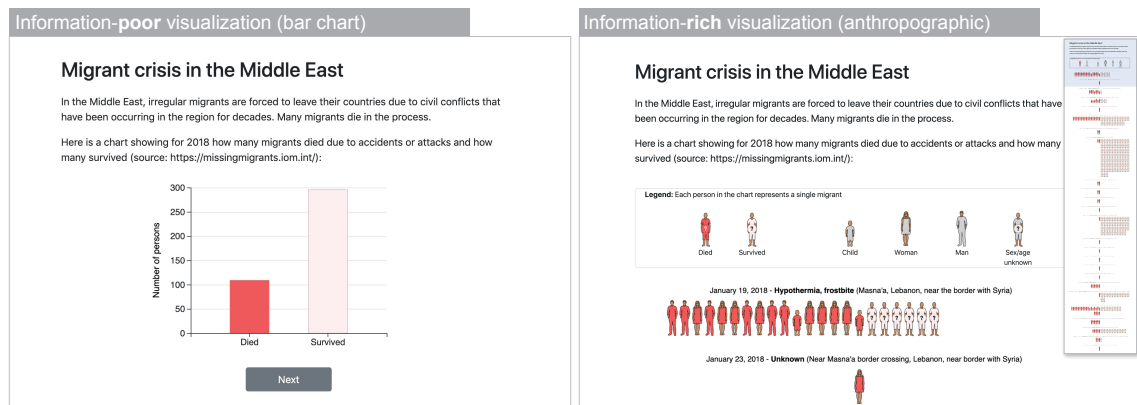 Information-poor visualization (bar chart)
Migrant crisis in the Middle East
In the Middle East, irregular migrants are forced to leave their countries due to civil conflicts that
have been occurring in the region for decades. Many migrants die in the process.
Here is a chart showing for 2018 how many migrants died due to accidents or attacks and how
many survived (source: https://missingmigrants.iom.int/):
Number of persons
300
250
200
150
100
50
0
Died
Survived
Next
Information-rich visualization (anthropographic)
Migrant crisis in the Middle East
In the Middle East, irregular migrants are forced to leave their countries due to civil conflicts that have
been occurring in the region for decades. Many migrants die in the process.
Here is a chart showing for 2018 how many migrants died due to accidents or attacks and how many
survived (source: https://missingmigrants.iom.int/):
Legend: Each person in the chart represents a single migrant
Died
Survived
Child
Woman
Man
Sex/age
unknown
January 19, 2018 - Hypothermia, frostbite (Masna'a, Lebanon, near the border with Syria)
January 23, 2018 - Unknown (Near Masna'a border crossing, Lebanon, near border with Syria)
Migrant crisis in the Middle East